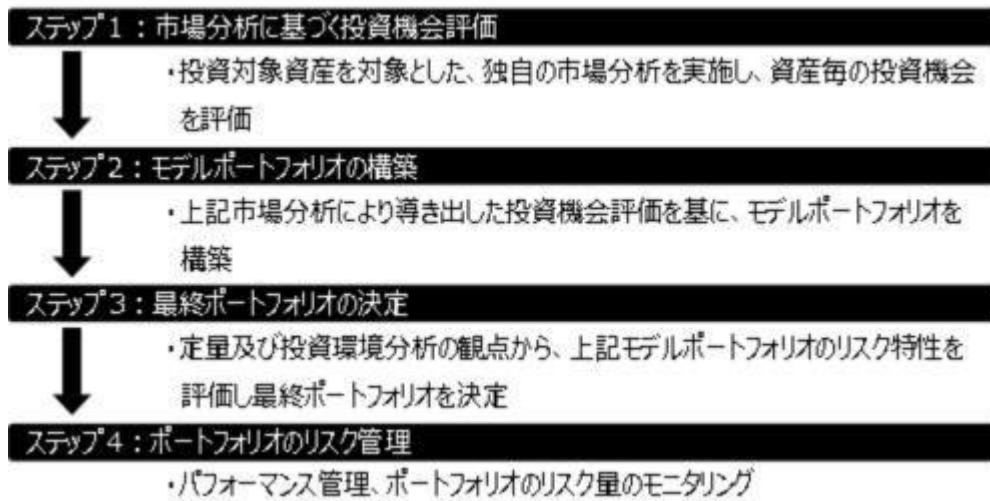 ステップ1：市場分析に基づく投資機会評価
・投資対象資産を対象とした、独自の市場分析を実施し、資産毎の投資機会
を評価
ステップ2：モデルポートフォリオの構築
・上記市場分析により導き出した投資機会評価を基に、モデルポートフォリオを
構築
ステップ3：最終ポートフォリオの決定
・定量及び投資環境分析の観点から、上記モデルポートフォリオのリスク特性を
評価し最終ポートフォリオを決定
ステップ4：ポートフォリオのリスク管理
・パフォーマンス管理、ポートフォリオのリスク量のモニタリング